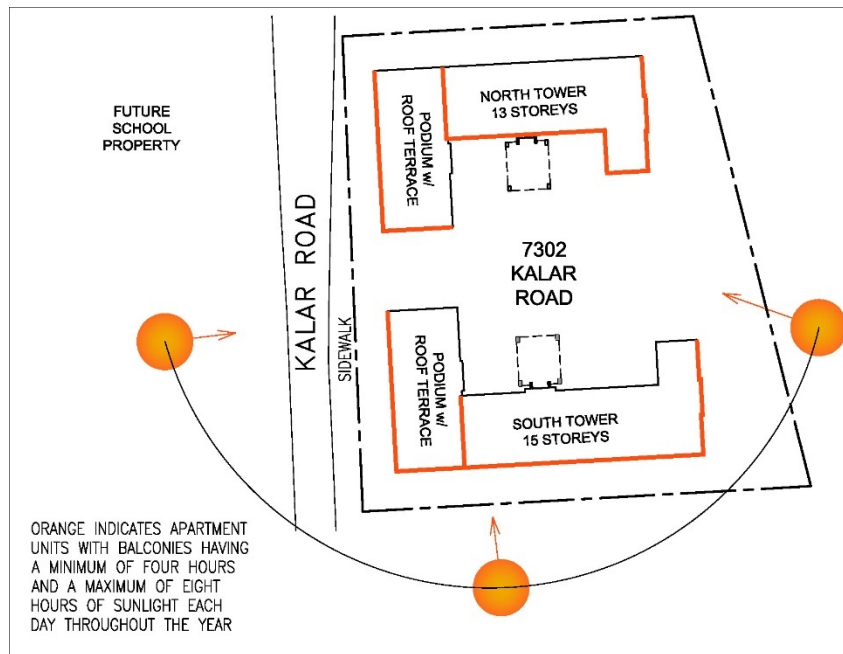 FUTURE
SCHOOL
PROPERTY
KALAR ROAD
SIDEWALK
PODIUM w/
ROOF TERRACE
NORTH TOWER
13 STOREYS
7302
KALAR
ROAD
PODIUM w/
ROOF TERRACE
SOUTH TOWER
15 STOREYS
ORANGE INDICATES APARTMENT
UNITS WITH BALCONIES HAVING
A MINIMUM OF FOUR HOURS
AND A MAXIMUM OF EIGHT
HOURS OF SUNLIGHT EACH
DAY THROUGHOUT THE YEAR